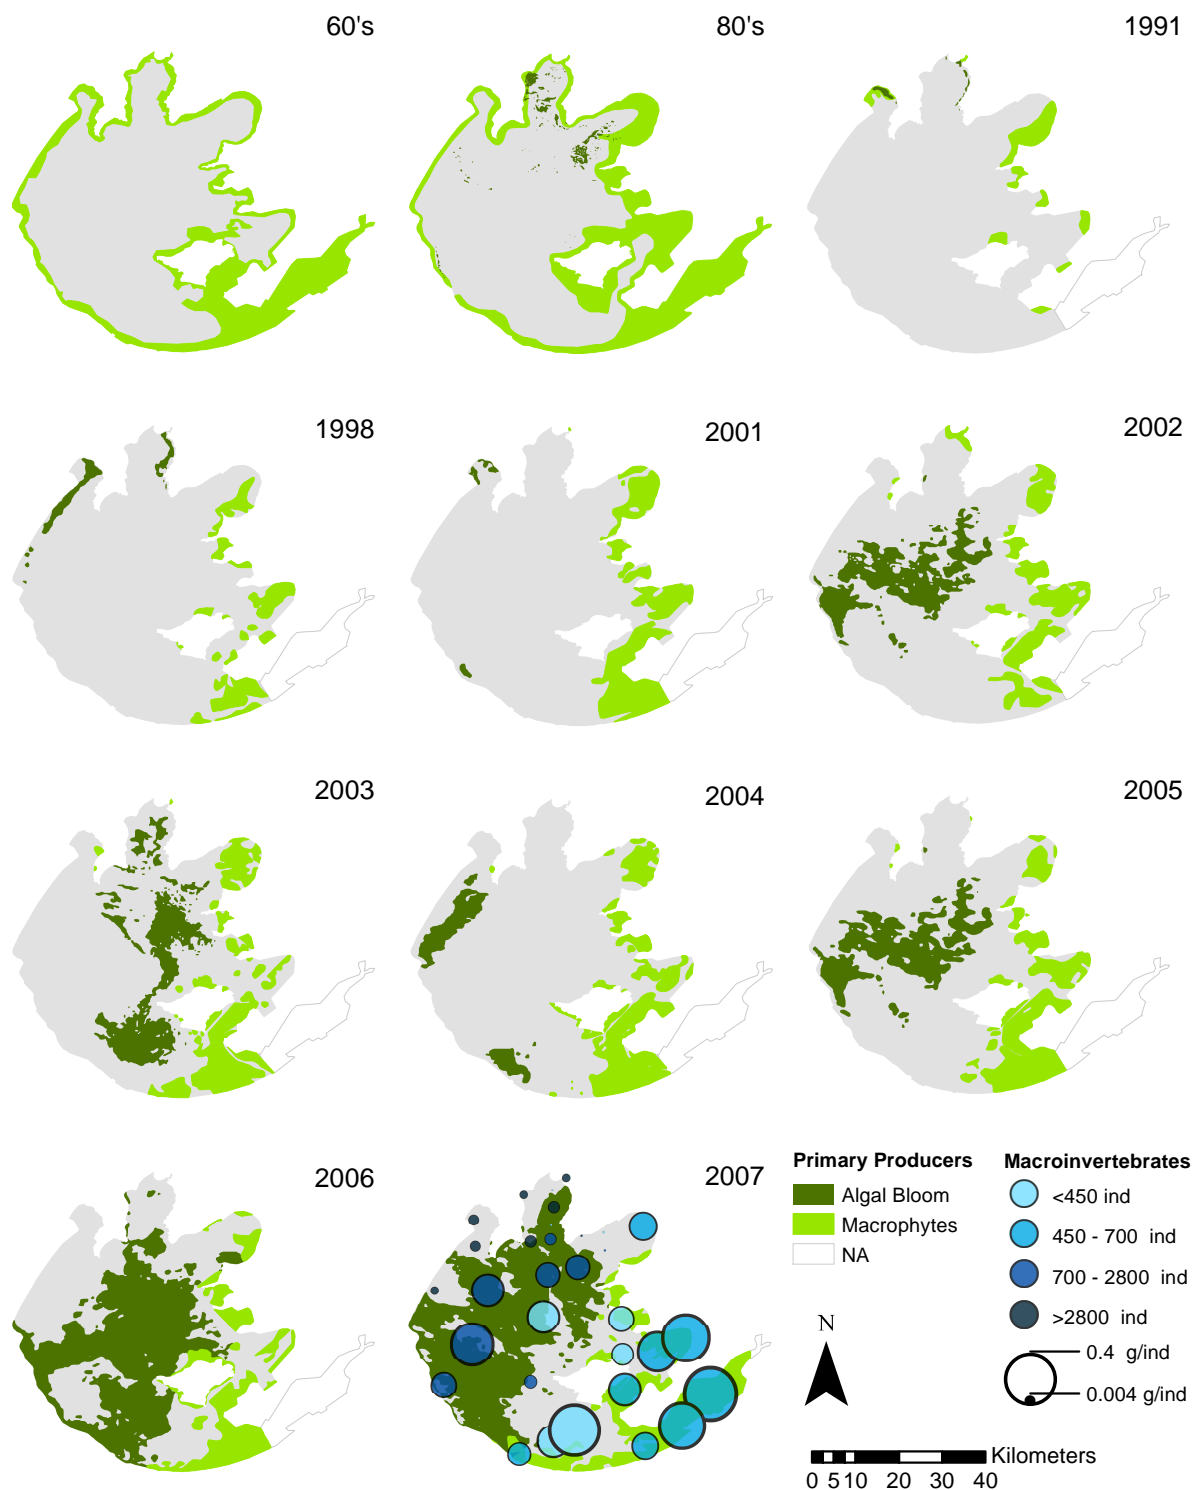 60's
80's
1991
1998
2001
2002
2003
2004
2005
2006
2007
Primary Producers
Algal Bloom
Macrophytes
NA
Macroinvertebrates
<450 ind
450 - 700 ind
700 - 2800 ind
>2800 ind
0.4 g/ind
0.004 g/ind
N
Kilometers
0 5 10 20 30 40